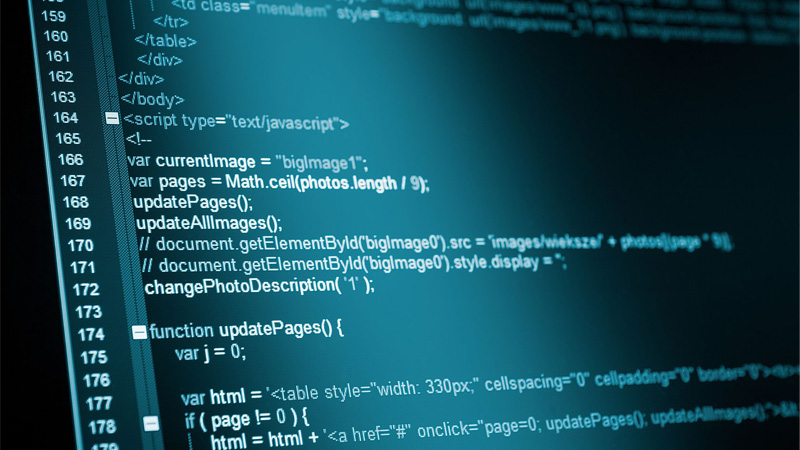 <td class="menuItem" style="background: url(images/
159 </tr>
160 </table>
161 </div>
162 </div>
163 </body>
164 <script type="text/javascript">
165 <!--
166 var currentImage = "bigImage1";
167 var pages = Math.ceil(photos.length / 9);
168 updatePages();
169 updateAllImages();
170 // document.getElementById('bigImage0').src = 'images/wieksze/' + photos[(page * 9)];
171 // document.getElementById('bigImage0').style.display = '';
172 changePhotoDescription( '1' );
173
174 function updatePages() {
175 var j = 0;
176
177 var html = '<table style="width: 330px;" cellspacing="0" cellpadding="0" border="0"><tr>
178 if ( page != 0 ) {
179 html = html + '<a href="#" onclick="page=0; updatePages(); updateAllImages();">